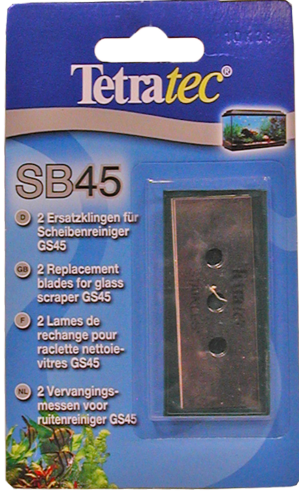 Tetratec®
SB45
D 2 Ersatzklingen für
Scheibenreiniger
GS45
GB 2 Replacement
blades for glass
scraper GS45
F 2 Lames de
rechange pour
raclette nettoie-
vitres GS45
NL 2 Vervangings-
messen voor
ruitenreiniger GS45
Tetratec